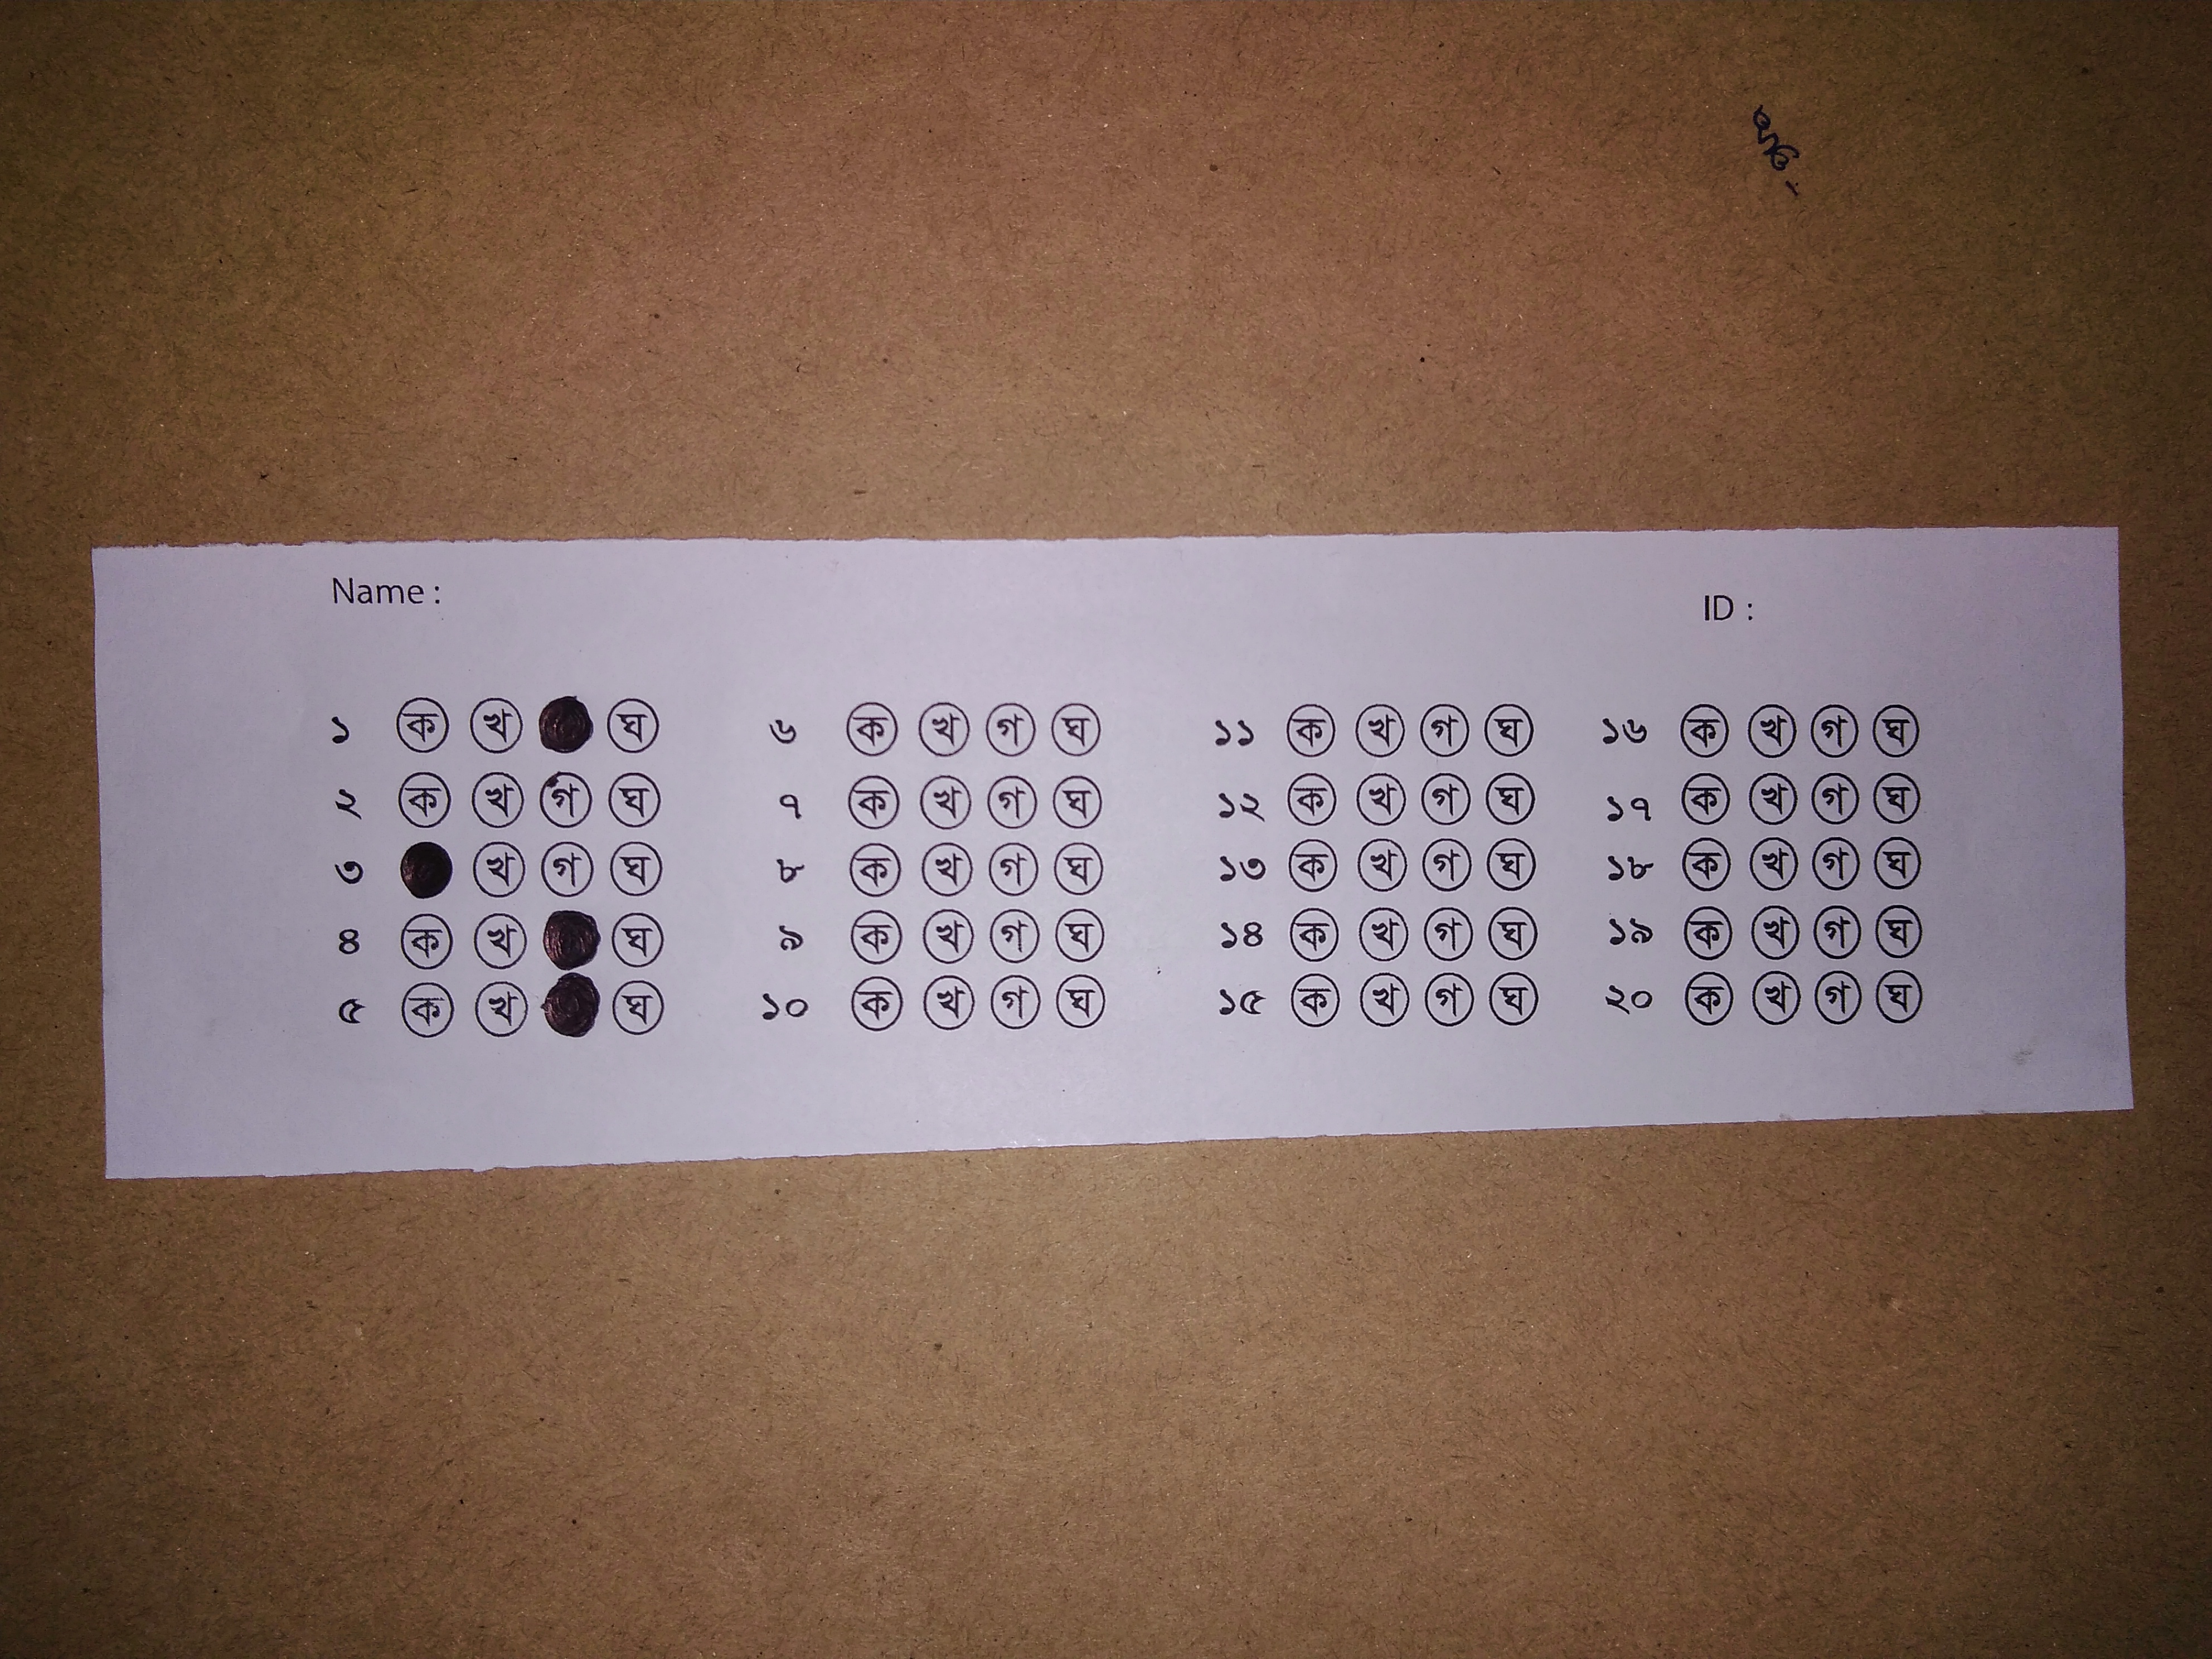 Name :
ID :
১ ক খ ঘ ৬ ক খ গ ঘ ১১ ক খ গ ঘ ১৬ ক খ গ ঘ
২ ক খ গ ঘ ৭ ক খ গ ঘ ১২ ক খ গ ঘ ১৭ ক খ গ ঘ
৩ খ গ ঘ ৮ ক খ গ ঘ ১৩ ক খ গ ঘ ১৮ ক খ গ ঘ
৪ ক খ ঘ ৯ ক খ গ ঘ ১৪ ক খ গ ঘ ১৯ ক খ গ ঘ
৫ ক খ ঘ ১০ ক খ গ ঘ ১৫ ক খ গ ঘ ২০ ক খ গ ঘ